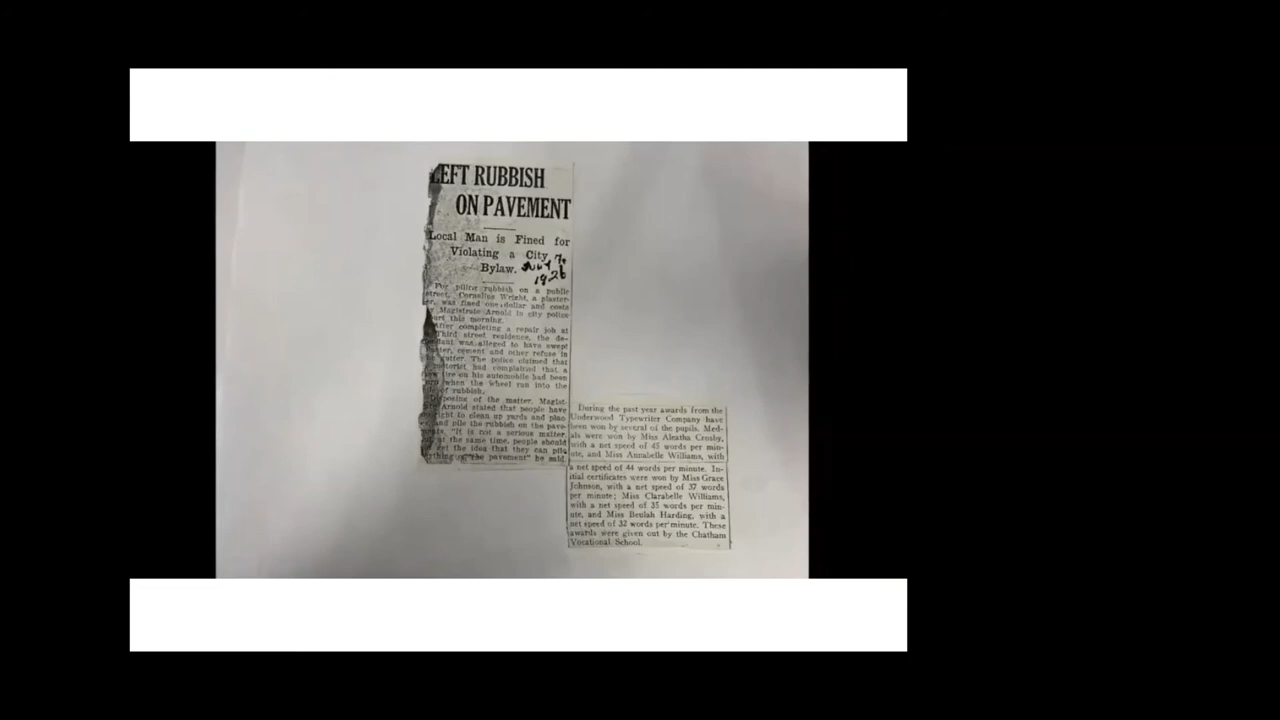 LEFT RUBBISH
ON PAVEMENT
Local Man is Fined for
Violating a City
Bylaw.
1926
For piling rubbish on a public
street, Cornelius Wright, a plaster-
er, was fined one dollar and costs
by Magistrate Arnold in city police
this morning.
After completing a repair job at
Third street residence, the de-
was alleged to have swept
cement and other refuse in
gutter. The police claimed that
motorist had complained that a
on his automobile had been
when the wheel ran into the
of rubbish.
of the matter, Magist-
Arnold stated that people have
right to clean up yards and
and pile the rubbish on the pave-
"It is not a serious matter,
at the same time, people should
get the idea that they can pile
the pavement" he said.
During the past year awards from the
Underwood Typewriter Company have
been won by several of the pupils. Med-
als were won by Miss Aleatha Crosby,
with a net speed of 45 words per min-
ute, and Miss Annabelle Williams, with
a net speed of 44 words per minute. In-
itial certificates were won by Miss Grace
Johnson, with a net speed of 37 words
per minute; Miss Clarabelle Williams,
with a net speed of 35 words per min-
ute, and Miss Beulah Harding, with a
net speed of 32 words per minute. These
awards were given out by the Chatham
Vocational School.